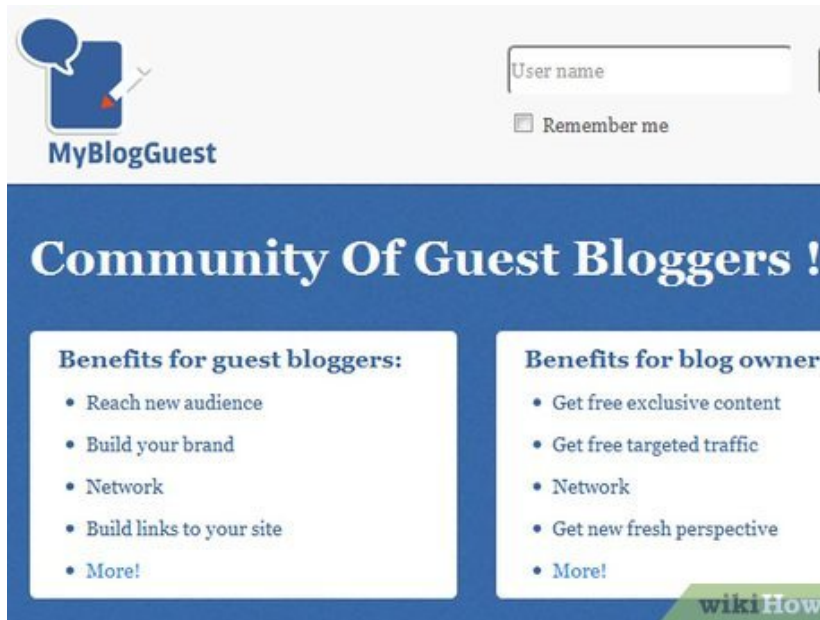 User name
Remember me
MyBlogGuest
Community Of Guest Bloggers !
Benefits for guest bloggers:
• Reach new audience
• Build your brand
• Network
• Build links to your site
• More!
Benefits for blog owner
• Get free exclusive content
• Get free targeted traffic
• Network
• Get new fresh perspective
• More!
wikiHow